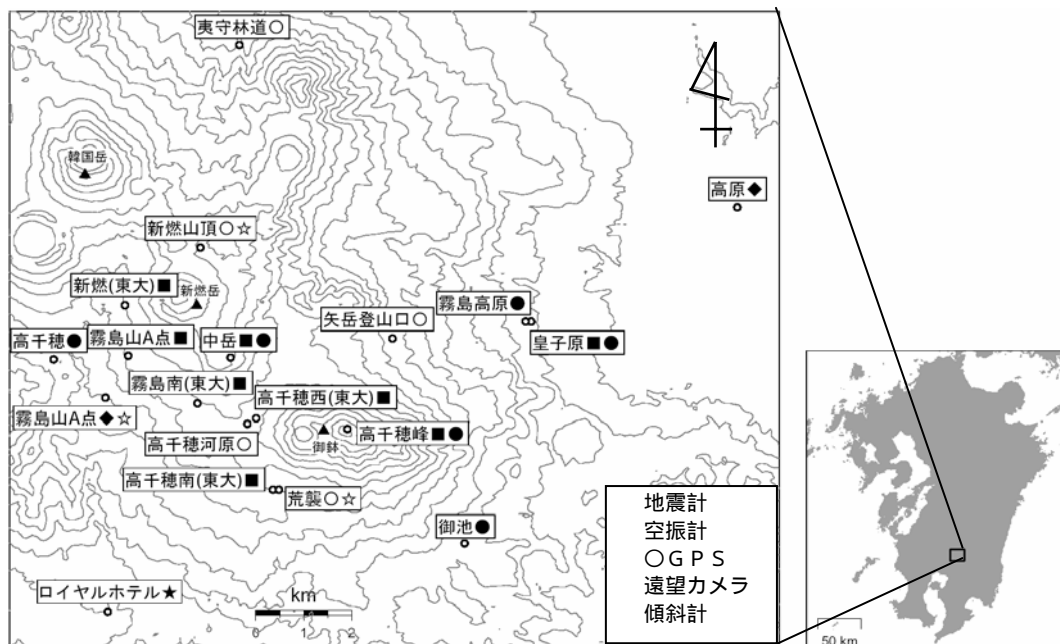 夷守林道○
韓国岳
高原◆
新燃山頂○☆
新燃(東大)■
新燃岳
霧島高原●
矢岳登山口○
高千穂●
霧島山A点■
中岳■●
皇子原■●
霧島南(東大)■
高千穂西(東大)■
霧島山A点◆☆
高千穂河原○
御鉢
高千穂峰■●
高千穂南(東大)■
荒襲○☆
御池●
ロイヤルホテル★
km
0 1 2
地震計
空振計
○GPS
遠望カメラ
傾斜計
50 km